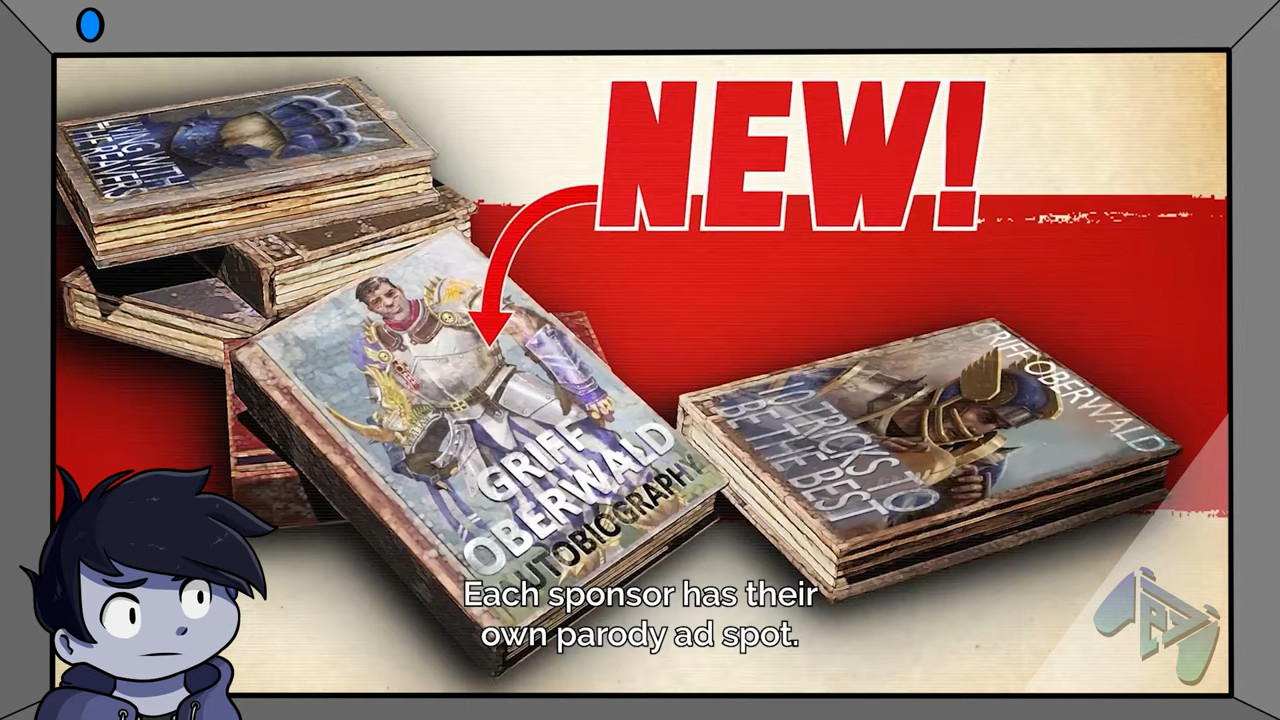 NEW!
LIVING WITH
THE REAVERS
GRIFF
OBERWALD
AUTOBIOGRAPHY
GRIFF OBERWALD
10 TRICKS TO
BE THE BEST
Each sponsor has their
own parody ad spot.